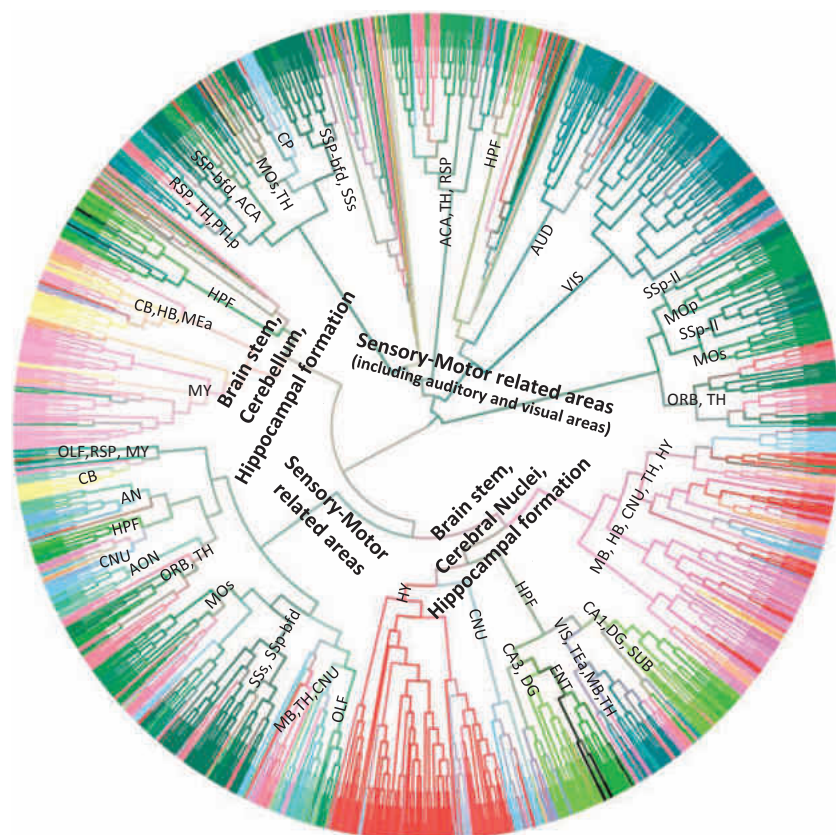 SSP-bfd, ACA
RSP, TH,PTLp
MOs,TH
CP
SSP-bfd, SSs
ACA,TH, RSP
HPF
AUD
VIS
SSp-II
MOp
SSp-II
MOs
ORB, TH
HPF
CB,HB,MEa
MY
Brain stem,
Cerebellum,
Hippocampal formation
Sensory-Motor related areas
(including auditory and visual areas)
OLF,RSP, MY
CB
AN
HPF
CNU
AON
ORB, TH
MOs
SSs, SSp-bfd
MB,TH,CNU
OLF
Sensory-Motor
related areas
Brain stem,
Cerebral Nuclei,
Hippocampal formation
HY
CNU
HPF
CA3, DG
ENT
VIS, TEa,MB,TH
CA1,DG, SUB
MB, HB, CNU, TH, HY